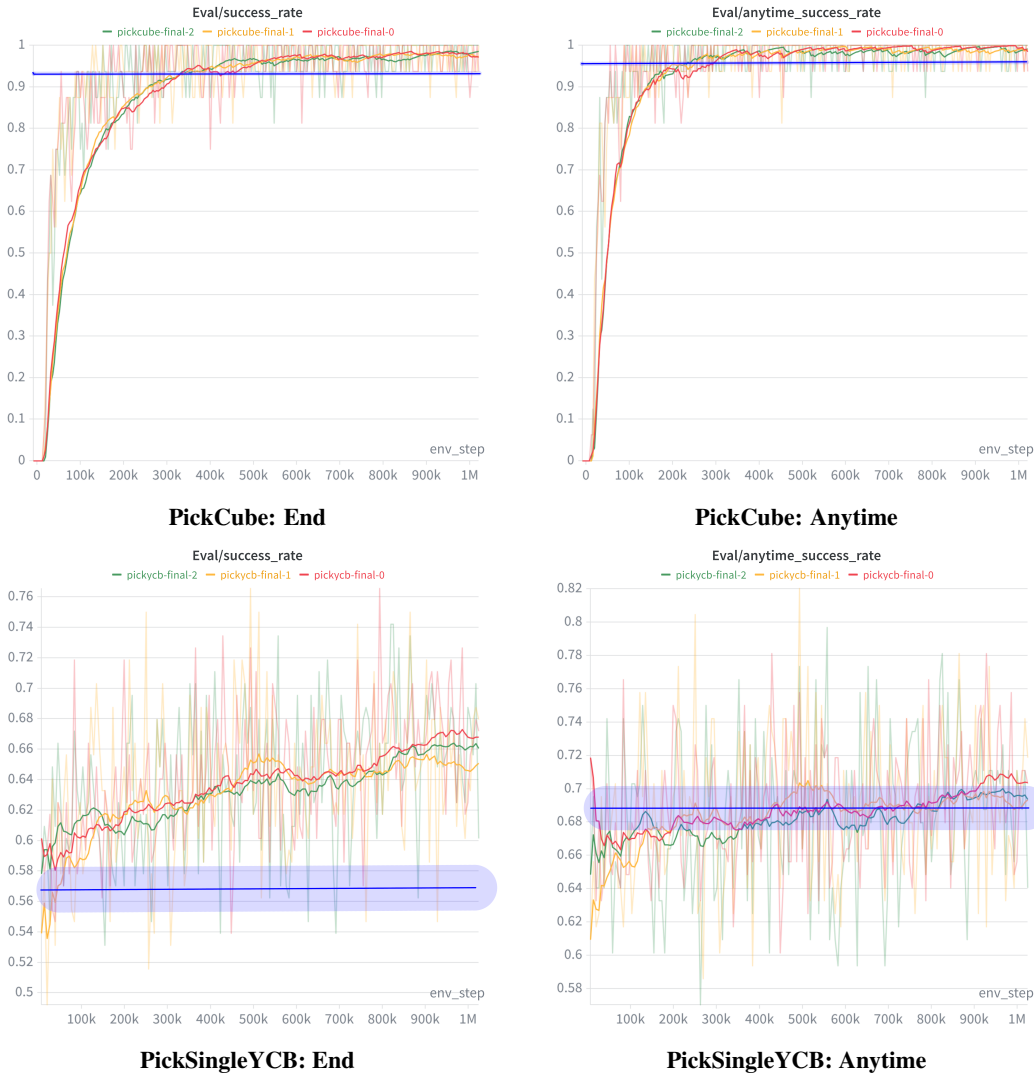 Eval/success_rate
pickcube-final-2 pickcube-final-1 pickcube-final-0
1
0.9
0.8
0.7
0.6
0.5
0.4
0.3
0.2
0.1
0
env_step
0 100k 200k 300k 400k 500k 600k 700k 800k 900k 1M
PickCube: End
Eval/anytime_success_rate
pickcube-final-2 pickcube-final-1 pickcube-final-0
1
0.9
0.8
0.7
0.6
0.5
0.4
0.3
0.2
0.1
0
env_step
0 100k 200k 300k 400k 500k 600k 700k 800k 900k 1M
PickCube: Anytime
Eval/success_rate
pickycb-final-2 pickycb-final-1 pickycb-final-0
0.76
0.74
0.72
0.7
0.68
0.66
0.64
0.62
0.6
0.58
0.56
0.54
0.52
0.5
env_step
100k 200k 300k 400k 500k 600k 700k 800k 900k 1M
PickSingleYCB: End
Eval/anytime_success_rate
pickycb-final-2 pickycb-final-1 pickycb-final-0
0.82
0.8
0.78
0.76
0.74
0.72
0.7
0.68
0.66
0.64
0.62
0.6
0.58
env_step
100k 200k 300k 400k 500k 600k 700k 800k 900k 1M
PickSingleYCB: Anytime